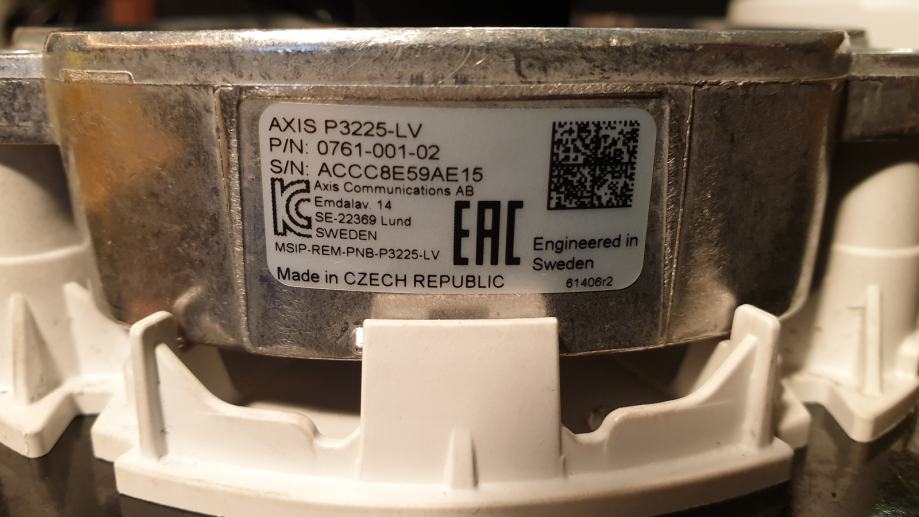 AXIS P3225-LV
P/N: 0761-001-02
S/N: ACCC8E59AE15
Axis Communications AB
Emdalav. 14
SE-22369 Lund
SWEDEN
MSIP-REM-PNB-P3225-LV
EAC
Engineered in
Sweden
Made in CZECH REPUBLIC
61406r2